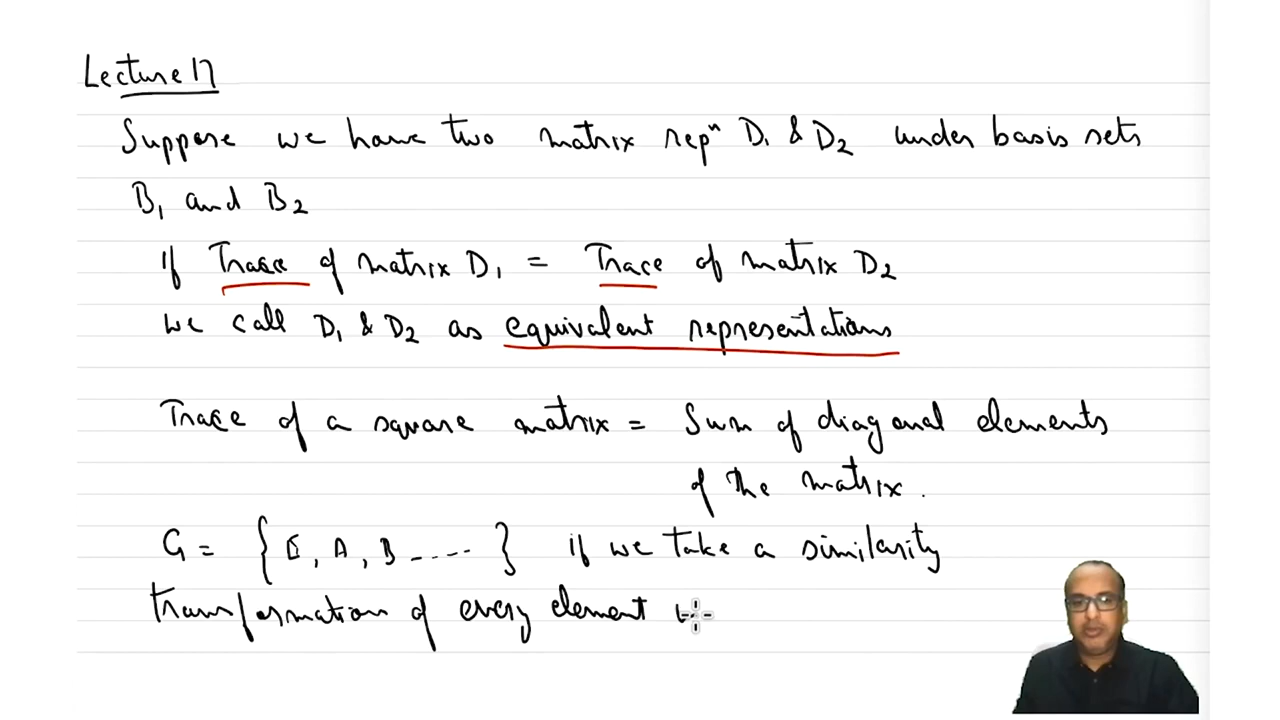 Lecture 17
Suppose we have two matrix repⁿ D₁ & D₂ under basis sets
B₁ and B₂
If Trace of matrix D₁ = Trace of matrix D₂
we call D₁ & D₂ as equivalent representations
Trace of a square matrix = Sum of diagonal elements
of the matrix.
G = { E, A, B ---- } if we take a similarity
transformation of every element